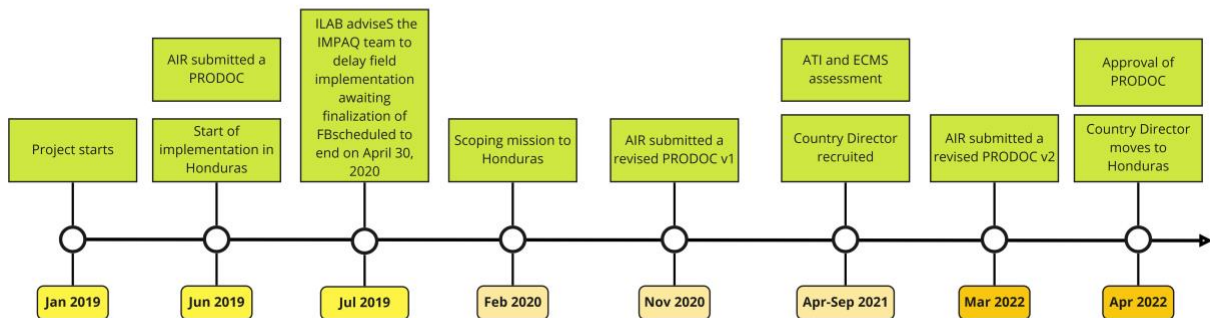 ILAB adviseS the
IMPAQ team to
delay field
implementation
awaiting
finalization of
FBscheduled to
end on April 30,
2020
AIR submitted a
PRODOC
ATI and ECMS
assessment
Approval of
PRODOC
Project starts
Start of
implementation in
Honduras
Scoping mission to
Honduras
AIR submitted a
revised PRODOC v1
Country Director
recruited
AIR submitted a
revised PRODOC v2
Country Director
moves to
Honduras
Jan 2019
Jun 2019
Jul 2019
Feb 2020
Nov 2020
Apr-Sep 2021
Mar 2022
Apr 2022